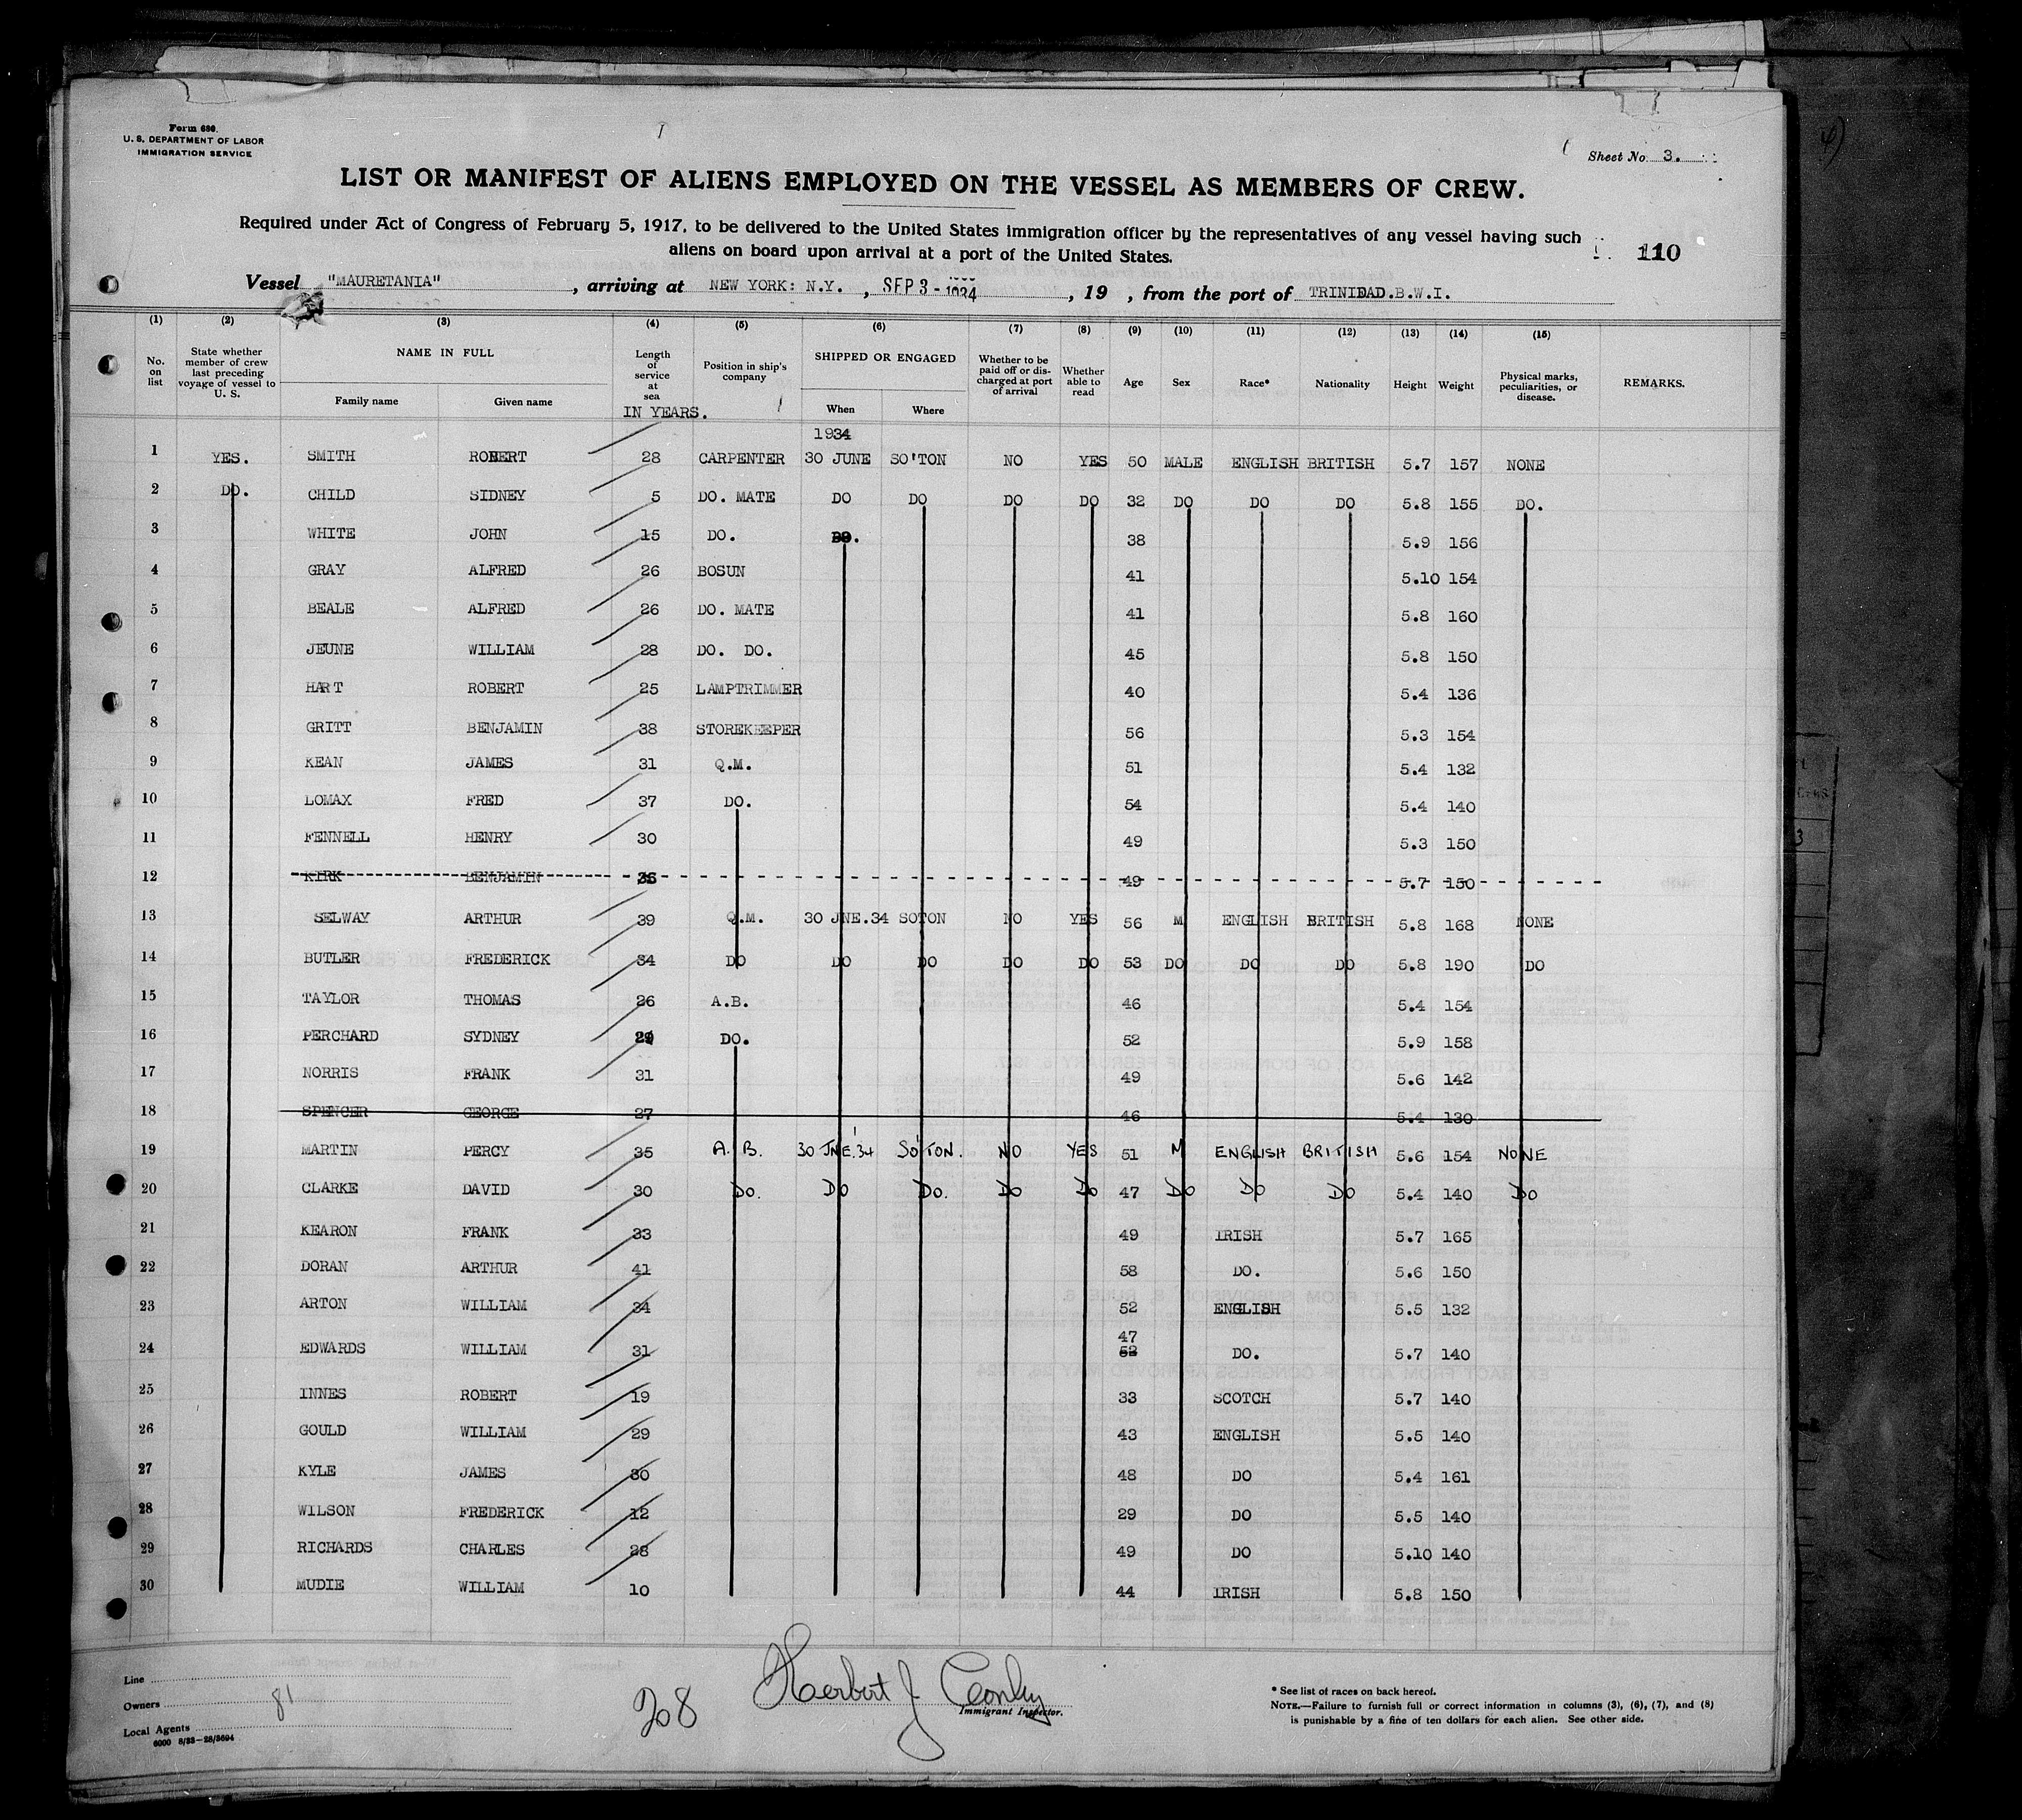 Form 680.
U. S. DEPARTMENT OF LABOR
IMMIGRATION SERVICE
Sheet No. 3.
LIST OR MANIFEST OF ALIENS EMPLOYED ON THE VESSEL AS MEMBERS OF CREW.
Required under Act of Congress of February 5, 1917, to be delivered to the United States immigration officer by the representatives of any vessel having such
aliens on board upon arrival at a port of the United States.
110
Vessel "MAURETANIA", arriving at NEW YORK: N.Y., SEP 3 - 1934, 19 , from the port of TRINIDAD.B.W.I.
(1) (2) (3) (4) (5) (6) (7) (8) (9) (10) (11) (12) (13) (14) (15)
No. on list State whether member of crew last preceding voyage of vessel to U. S. NAME IN FULL Family name Given name Length of service at sea IN YEARS. Position in ship's company SHIPPED OR ENGAGED When Where Whether to be paid off or discharged at port of arrival Whether able to read Age Sex Race* Nationality Height Weight Physical marks, peculiarities, or disease. REMARKS.
1934
1 YES. SMITH ROBERT 28 CARPENTER 30 JUNE SO'TON NO YES 50 MALE ENGLISH BRITISH 5.7 157 NONE
2 DO. CHILD SIDNEY 5 DO. MATE DO DO DO DO 32 DO DO DO 5.8 155 DO.
3 WHITE JOHN 15 DO. DO. 38 5.9 156
4 GRAY ALFRED 26 BOSUN 41 5.10 154
5 BEALE ALFRED 26 DO. MATE 41 5.8 160
6 JEUNE WILLIAM 28 DO. DO. 45 5.8 150
7 HART ROBERT 25 LAMPTRIMMER 40 5.4 136
8 GRITT BENJAMIN 38 STOREKEEPER 56 5.3 154
9 KEAN JAMES 31 Q.M. 51 5.4 132
10 LOMAX FRED 37 DO. 54 5.4 140
11 FENNELL HENRY 30 49 5.3 150
12 KIRK BENJAMIN 36 49 5.7 150
13 SELWAY ARTHUR 39 Q.M. 30 JNE.34 SOTON NO YES 56 M ENGLISH BRITISH 5.8 168 NONE
14 BUTLER FREDERICK 34 DO DO DO DO DO 53 DO DO DO 5.8 190 DO
15 TAYLOR THOMAS 26 A.B. 46 5.4 154
16 PERCHARD SYDNEY DO. 52 5.9 158
17 NORRIS FRANK 31 49 5.6 142
18 SPENCER GEORGE 27 46 5.4 130
19 MARTIN PERCY 35 A.B. 30 JNE.'34 SO'TON. NO YES 51 M ENGLISH BRITISH 5.6 154 NONE
20 CLARKE DAVID 30 DO. DO DO. DO DO 47 DO DO DO 5.4 140 DO
21 KEARON FRANK 33 49 IRISH 5.7 165
22 DORAN ARTHUR 41 58 DO. 5.6 150
23 ARTON WILLIAM 34 52 ENGLISH 5.5 132
24 EDWARDS WILLIAM 31 47 52 DO. 5.7 140
25 INNES ROBERT 19 33 SCOTCH 5.7 140
26 GOULD WILLIAM 29 43 ENGLISH 5.5 140
27 KYLE JAMES 30 48 DO 5.4 161
28 WILSON FREDERICK 12 29 DO 5.5 140
29 RICHARDS CHARLES 28 49 DO 5.10 140
30 MUDIE WILLIAM 10 44 IRISH 5.8 150
Line
Owners 81
Local Agents
6000 8/33-28/3694
208
Herbert J Conley
Immigrant Inspector.
* See list of races on back hereof.
NOTE.—Failure to furnish full or correct information in columns (3), (6), (7), and (8)
is punishable by a fine of ten dollars for each alien. See other side.